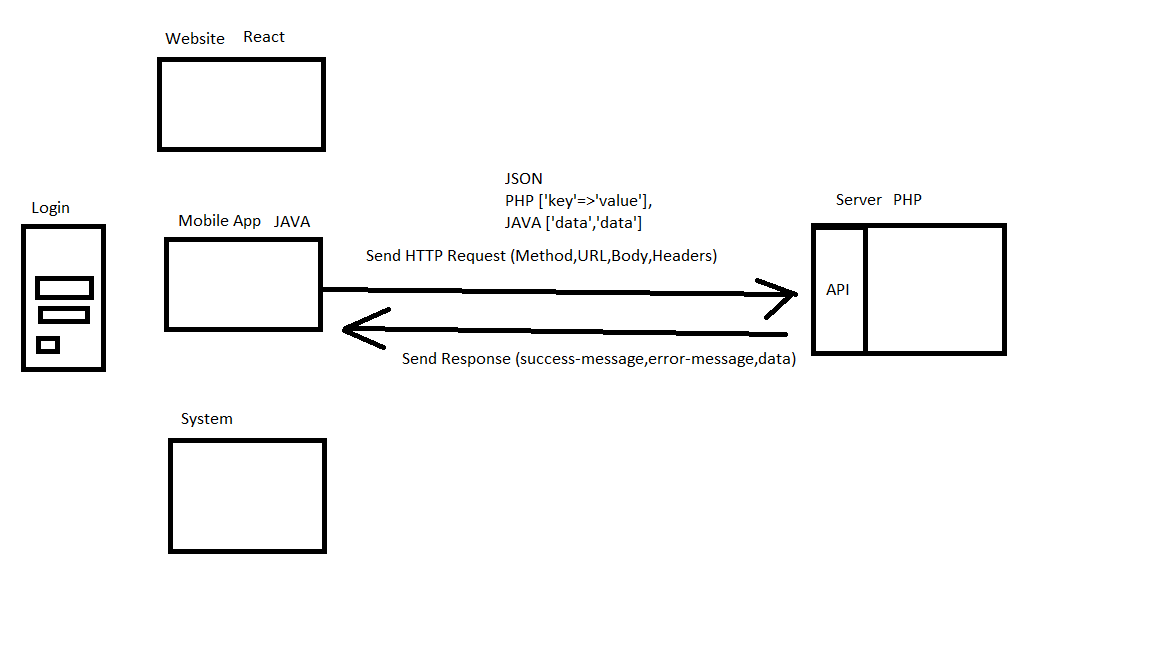 Website React
Login
Mobile App JAVA
JSON
PHP ['key'=>'value'],
JAVA ['data','data']
Send HTTP Request (Method,URL,Body,Headers)
Server PHP
API
Send Response (success-message,error-message,data)
System